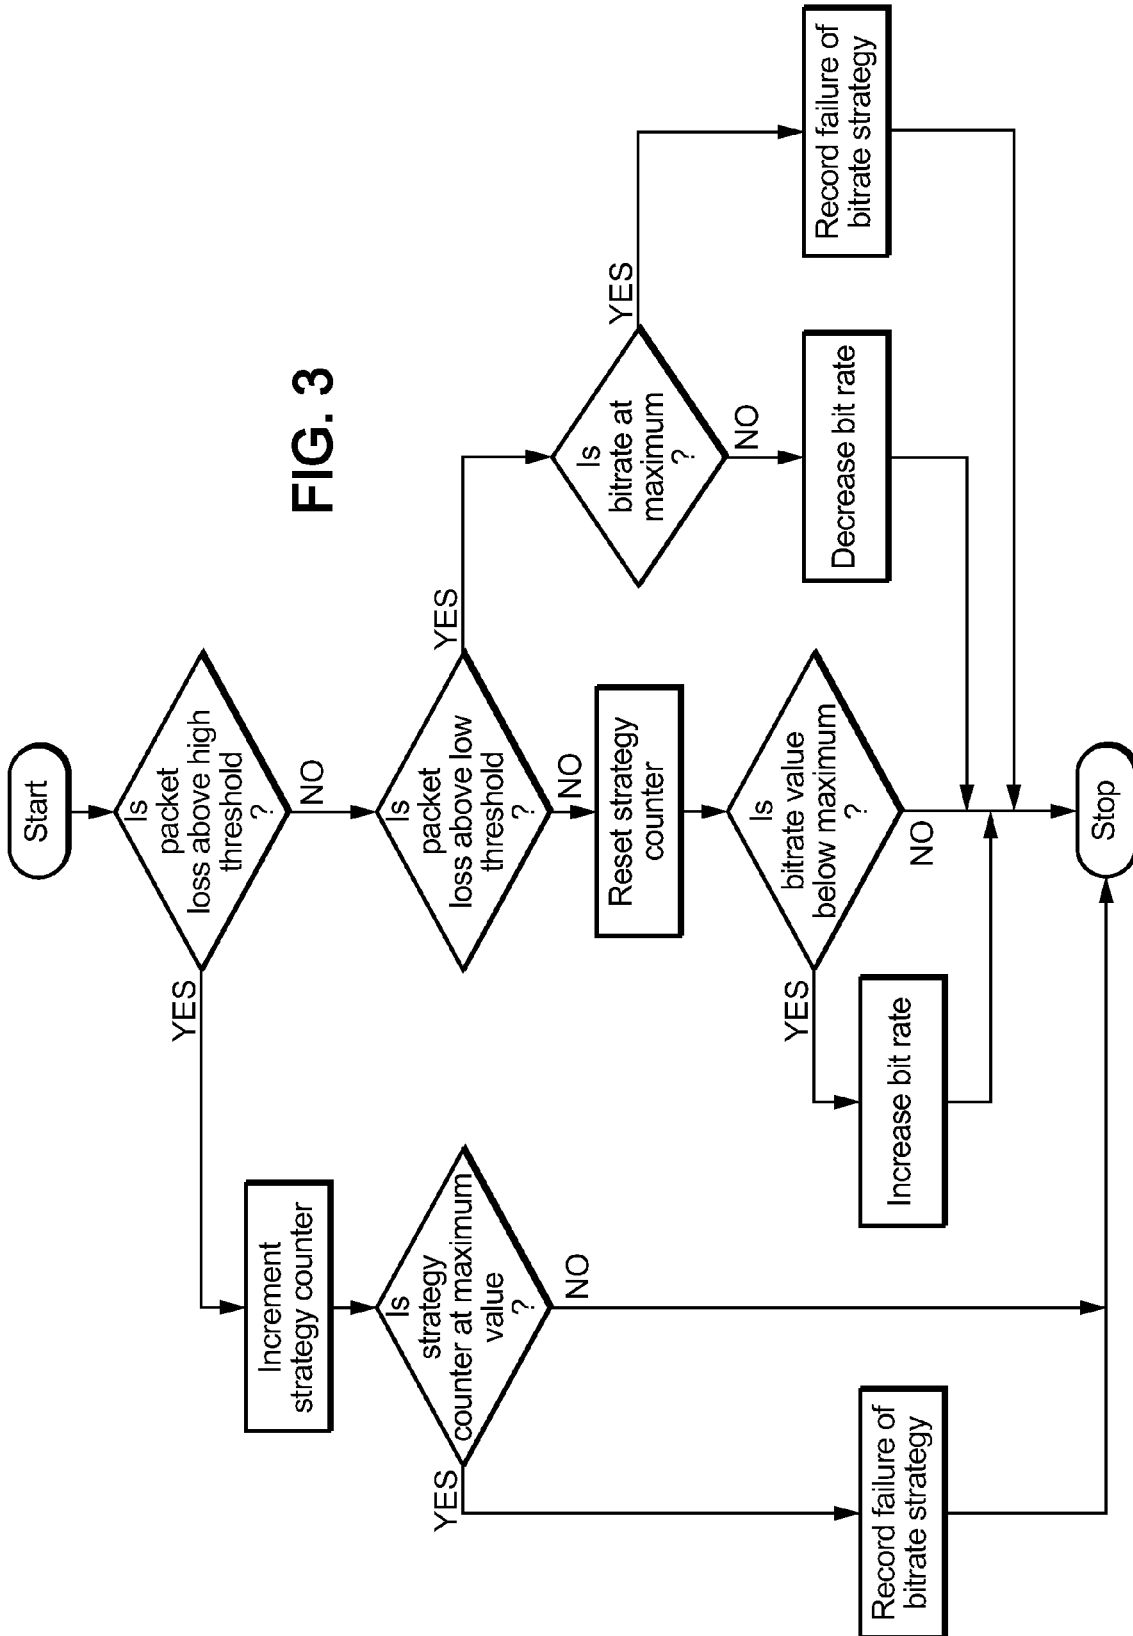 FIG. 3
Start
Is
packet
loss above high
threshold
?
YES
NO
Increment
strategy counter
Is
strategy
counter at maximum
value
?
YES
NO
Record failure of
bitrate strategy
Is
packet
loss above low
threshold
?
YES
NO
Reset strategy
counter
Is
bitrate value
below maximum
?
YES
NO
Increase bit rate
Is
bitrate at
maximum
?
YES
NO
Decrease bit rate
Record failure of
bitrate strategy
Stop